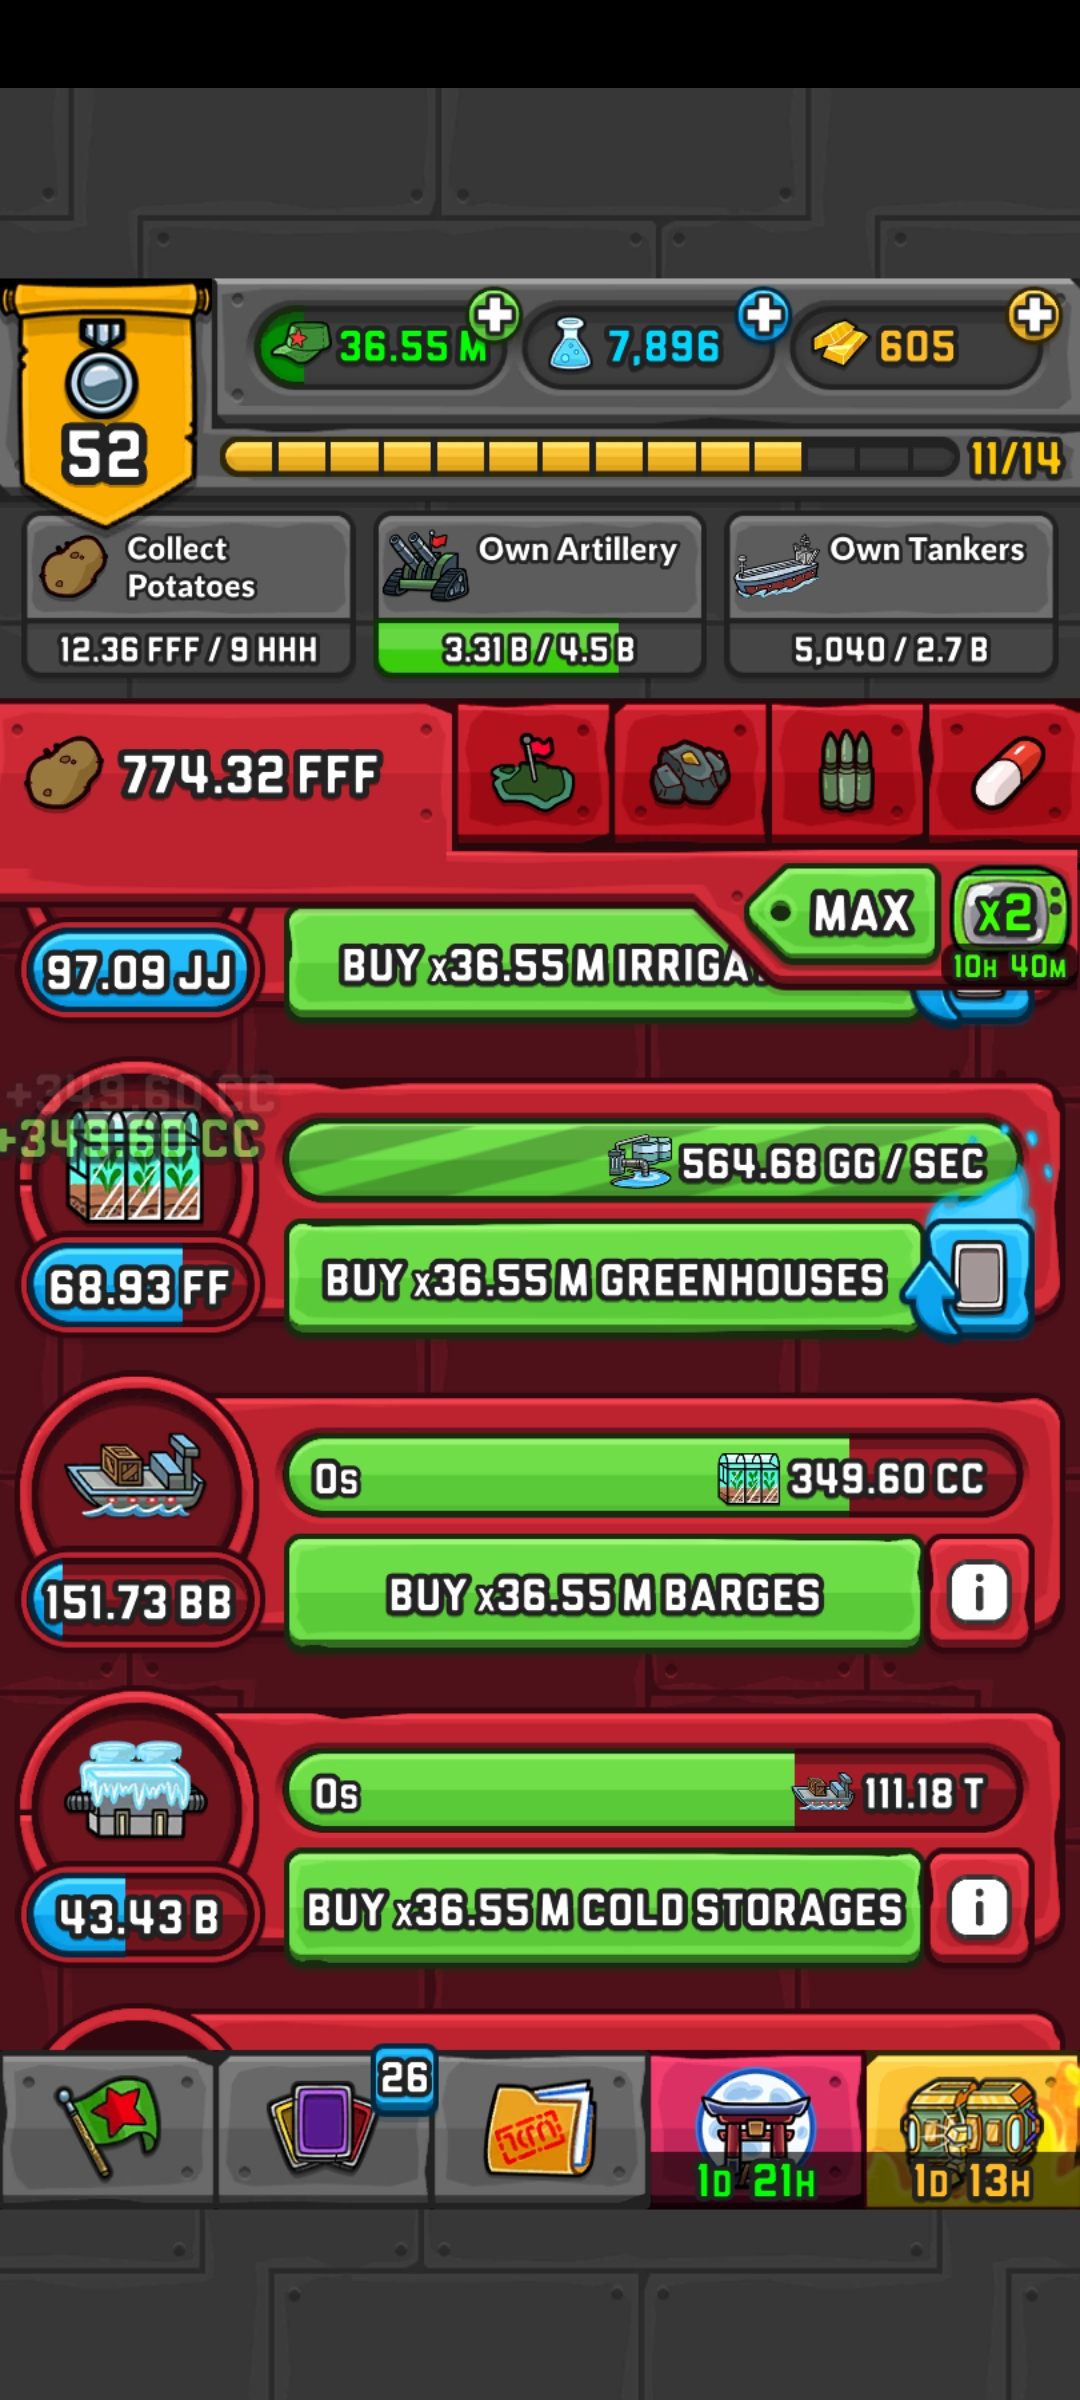 36.55 M
7,896
605
52
11/14
Collect
Potatoes
12.36 FFF / 9 HHH
Own Artillery
3.31 B / 4.5 B
Own Tankers
5,040 / 2.7 B
774.32 FFF
MAX
x2
10H 40M
97.09 JJ
BUY x36.55 M IRRIGA
+349.60 CC
+349.60 CC
564.68 GG / SEC
68.93 FF
BUY x36.55 M GREENHOUSES
0s
349.60 CC
151.73 BB
BUY x36.55 M BARGES
i
0s
111.18 T
43.43 B
BUY x36.55 M COLD STORAGES
i
26
1D 21H
1D 13H